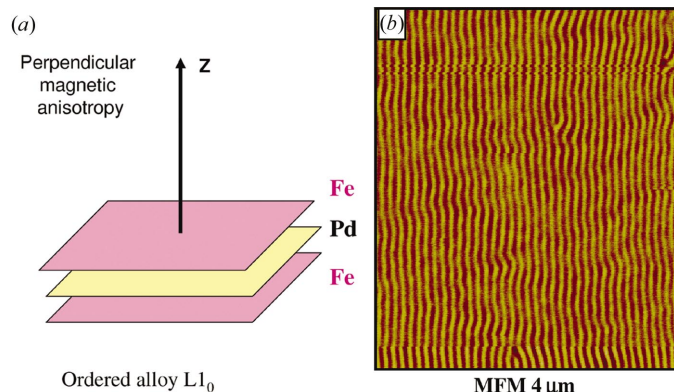 (a)
Perpendicular
magnetic
anisotropy
Z
Fe
Pd
Fe
Ordered alloy L1₀
(b)
MFM 4 μm